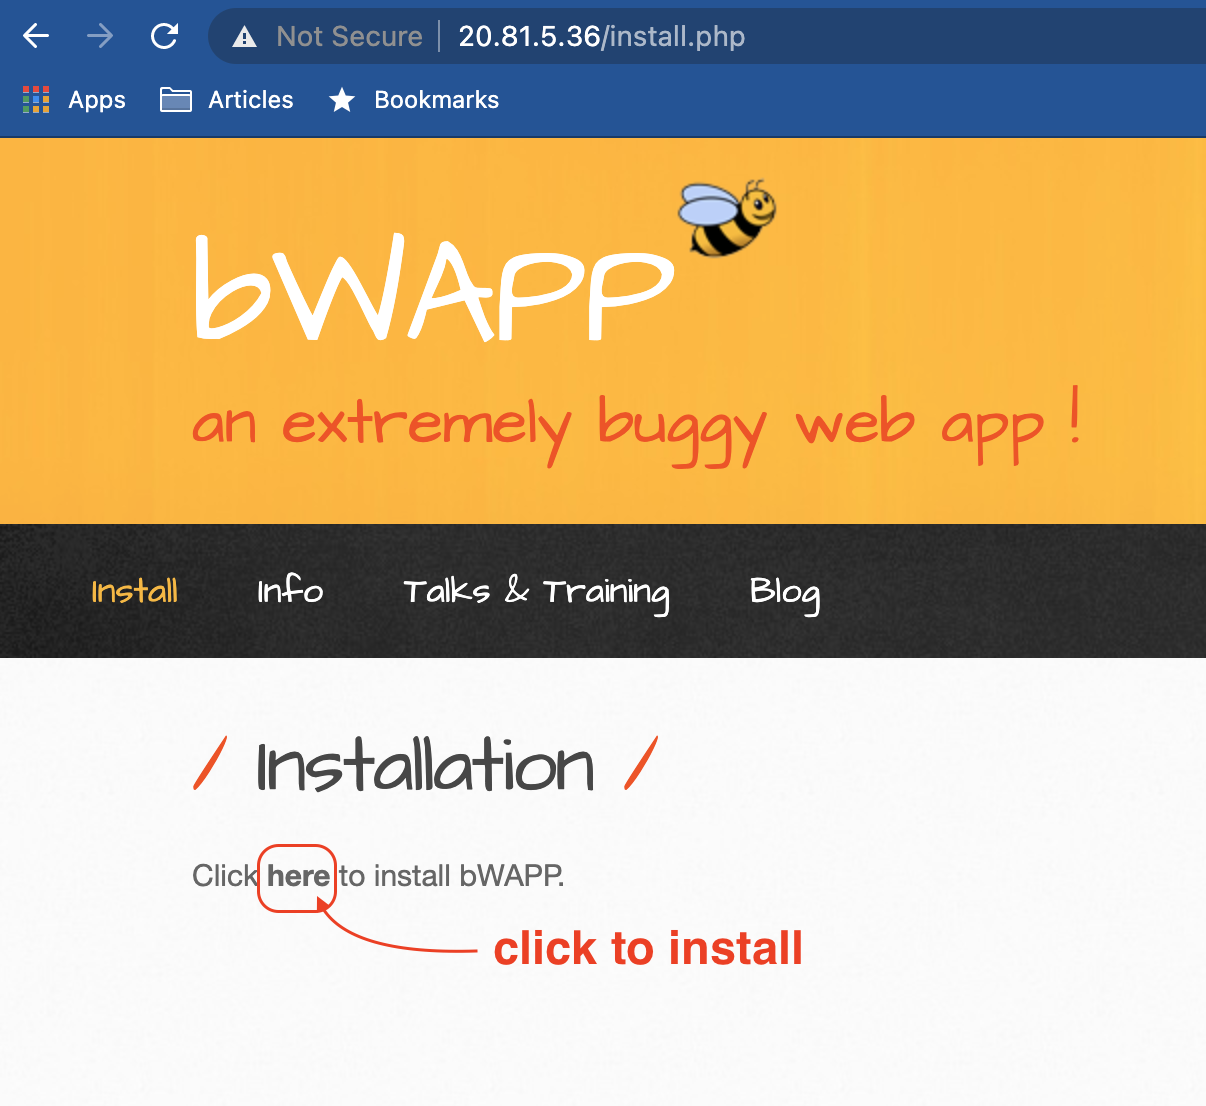 Not Secure | 20.81.5.36/install.php
Apps Articles Bookmarks
bWAPP
an extremely buggy web app !
Install Info Talks & Training Blog
/ Installation /
Click here to install bWAPP.
click to install